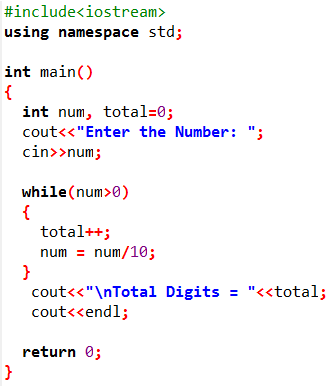 #include<iostream>
using namespace std;

int main()
{
  int num, total=0;
  cout<<"Enter the Number: ";
  cin>>num;

  while(num>0)
  {
    total++;
    num = num/10;
  }
   cout<<"\nTotal Digits = "<<total;
   cout<<endl;

  return 0;
}